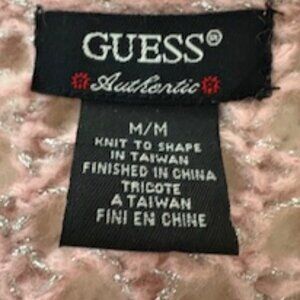 GUESS®
Authentic
M/M
KNIT TO SHAPE
IN TAIWAN
FINISHED IN CHINA
TRICOTE
A TAIWAN
FINI EN CHINE